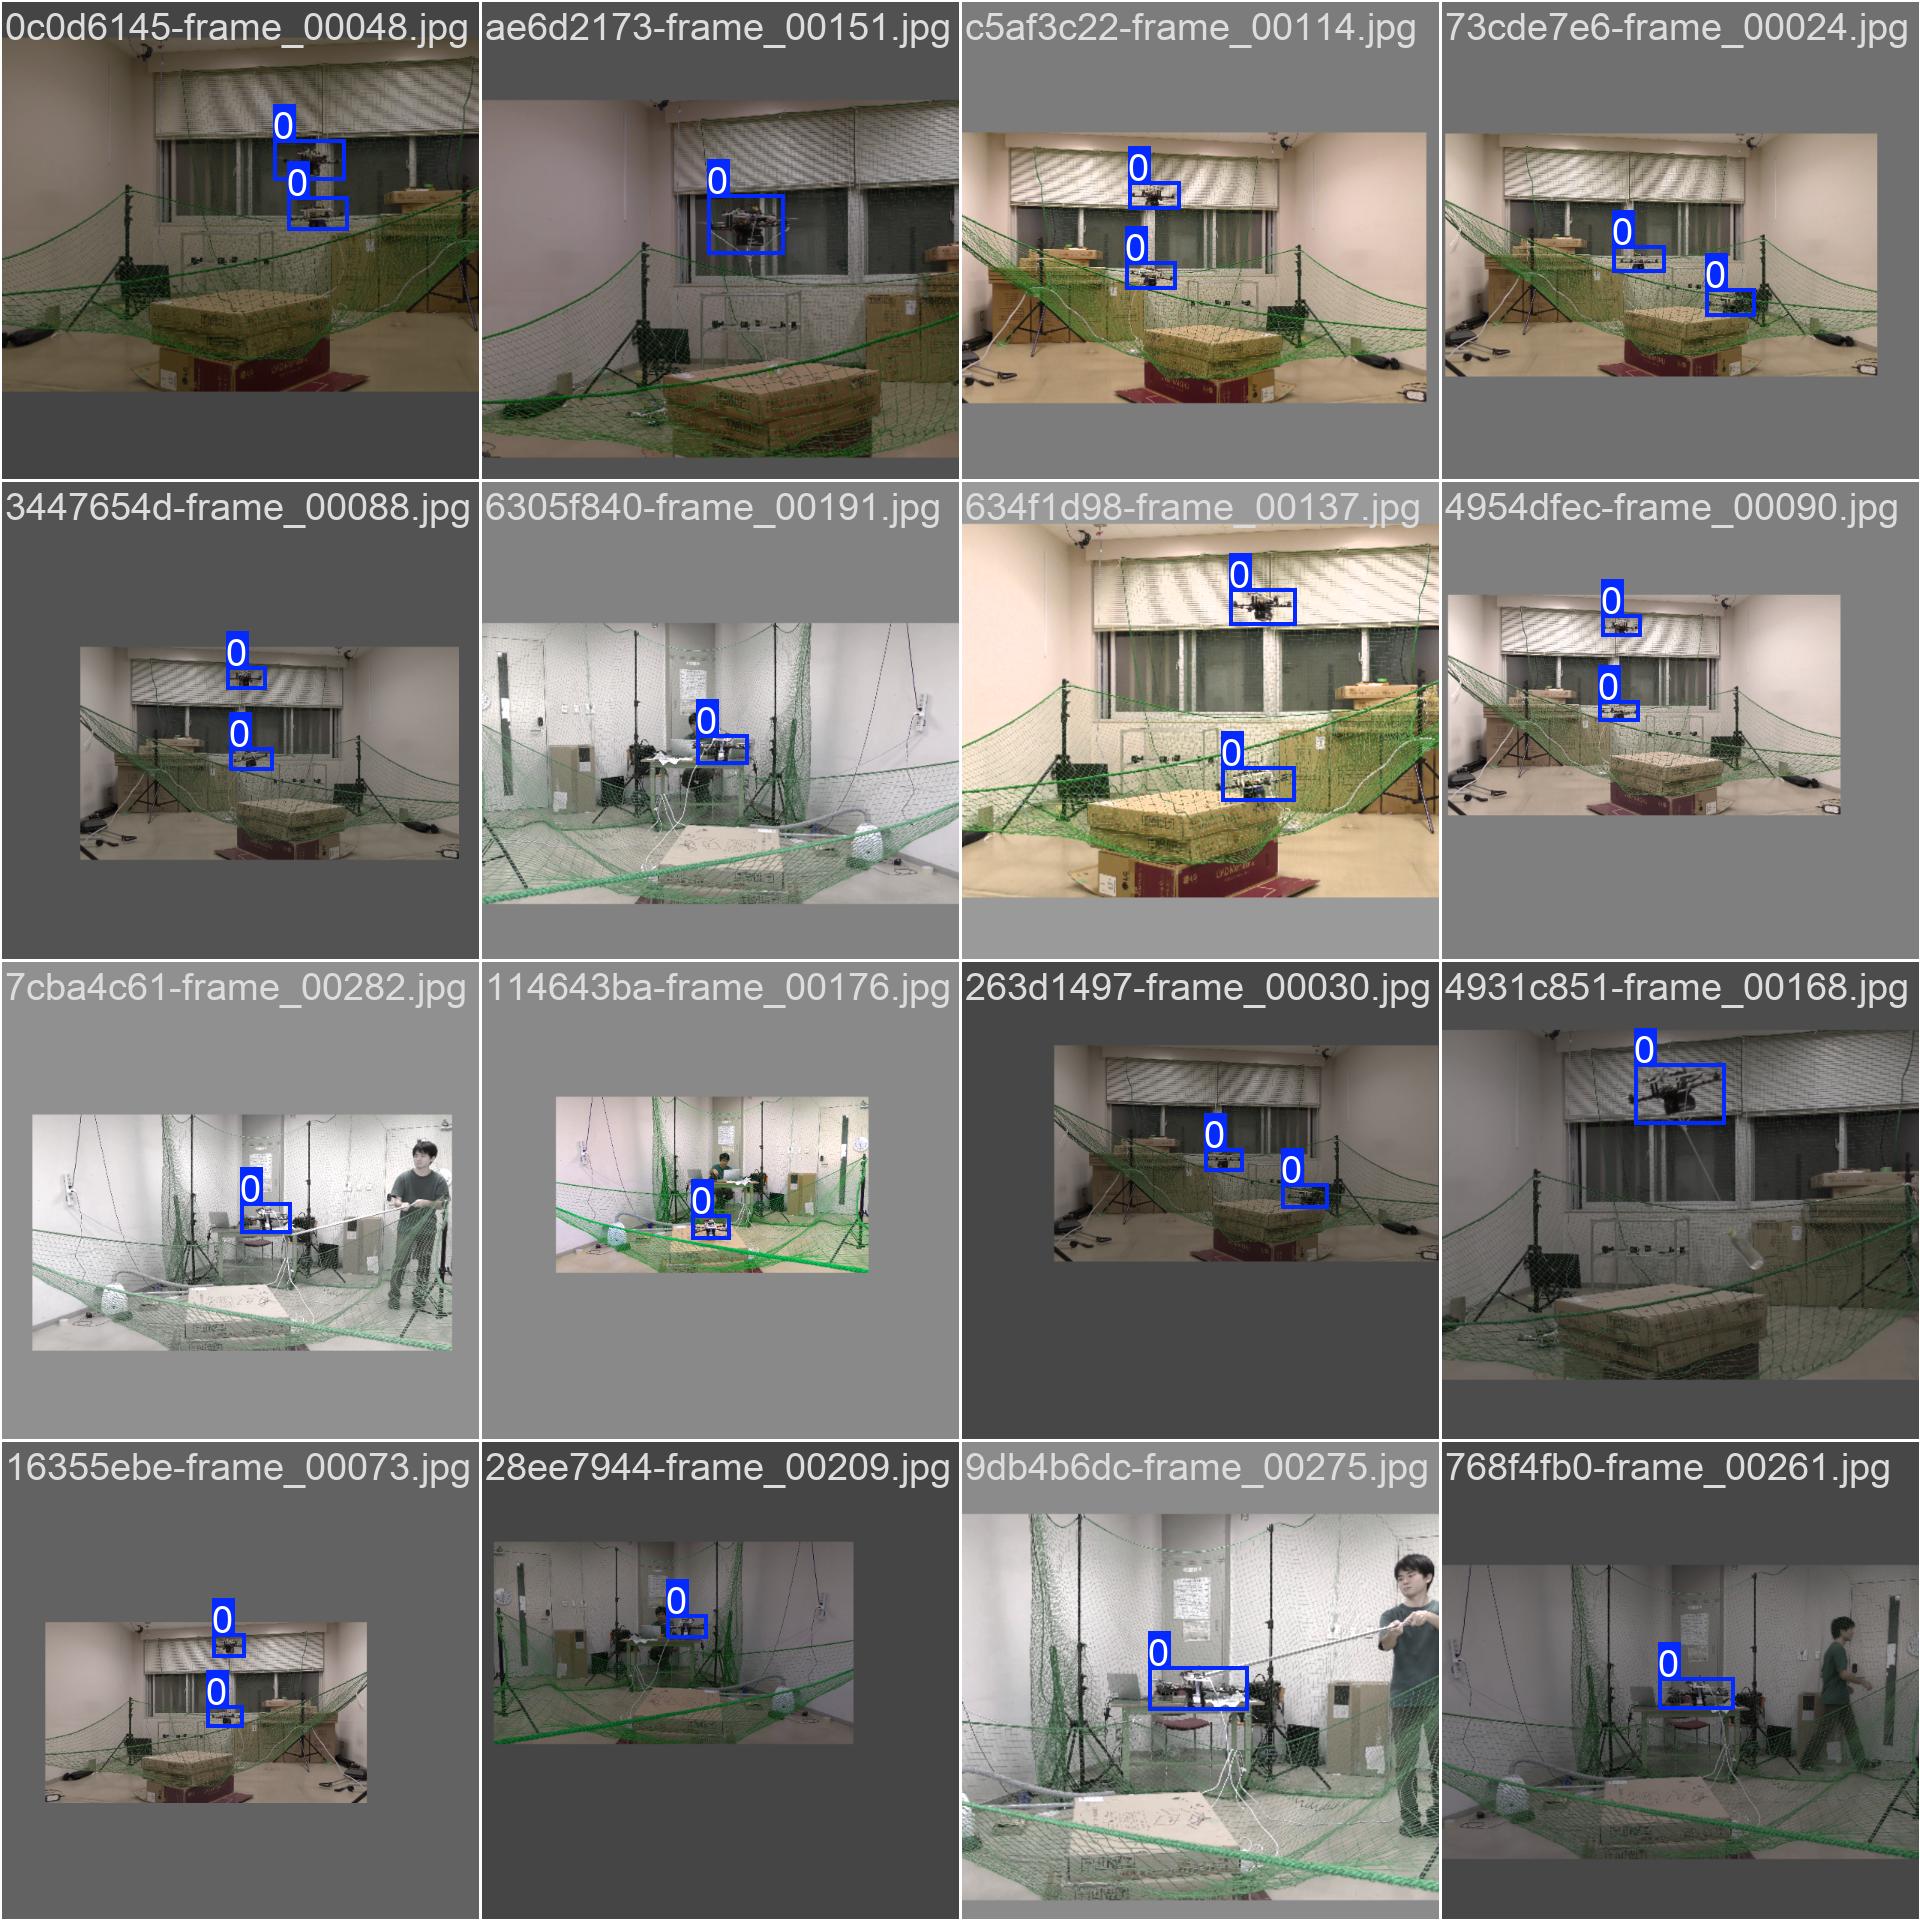 0c0d6145-frame_00048.jpg
0
0
ae6d2173-frame_00151.jpg
0
c5af3c22-frame_00114.jpg
0
0
73cde7e6-frame_00024.jpg
0
0
3447654d-frame_00088.jpg
0
0
6305f840-frame_00191.jpg
0
634f1d98-frame_00137.jpg
0
0
4954dfec-frame_00090.jpg
0
0
7cba4c61-frame_00282.jpg
0
114643ba-frame_00176.jpg
0
263d1497-frame_00030.jpg
0
0
4931c851-frame_00168.jpg
0
16355ebe-frame_00073.jpg
0
0
28ee7944-frame_00209.jpg
0
9db4b6dc-frame_00275.jpg
0
768f4fb0-frame_00261.jpg
0